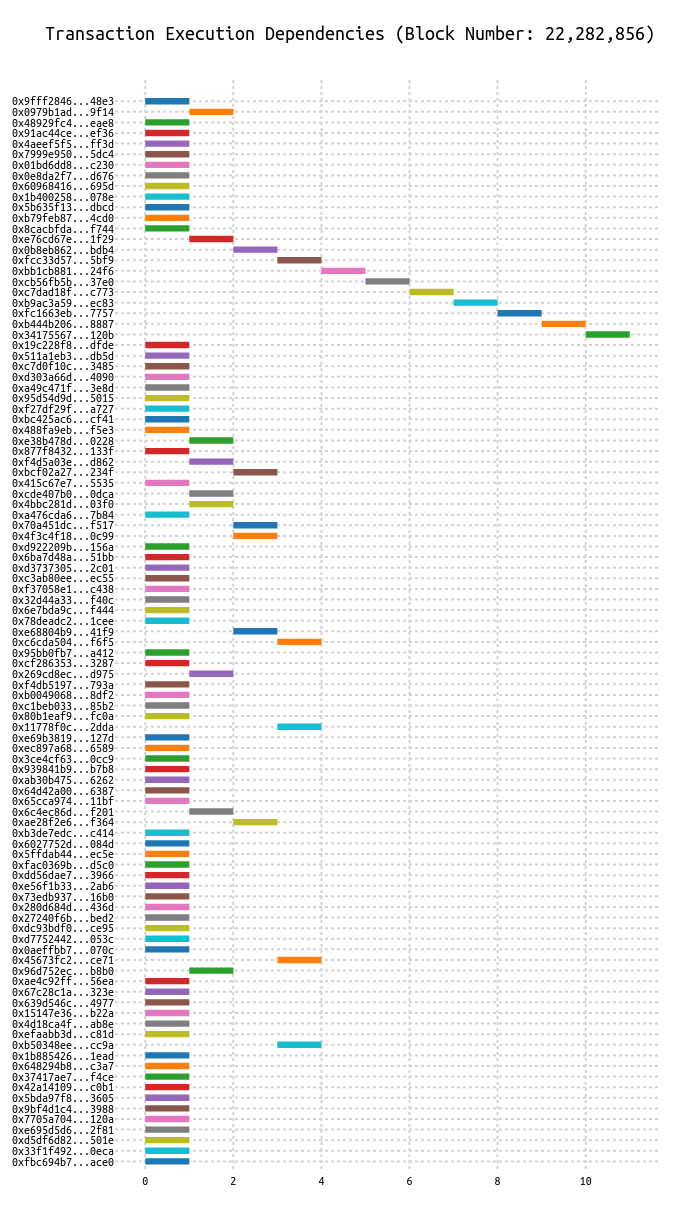 Transaction Execution Dependencies (Block Number: 22,282,856)
0x9fff2846...48e3
0x0979b1ad...9f14
0x48929fc4...eae8
0x91ac44ce...ef36
0x4aeef5f5...ff3d
0x7999e950...5dc4
0x01bd6dd8...c230
0x0e8da2f7...d676
0x60968416...695d
0x1b400258...078e
0x5b635f13...dbcd
0xb79feb87...4cd0
0x8cacbfda...f744
0xe76cd67e...1f29
0x0b8eb862...bdb4
0xfcc33d57...5bf9
0xbb1cb881...24f6
0xcb56fb5b...37e0
0xc7dad18f...c773
0xb9ac3a59...ec83
0xfc1663eb...7757
0xb444b206...8887
0x34175567...120b
0x19c228f8...dfde
0x511a1eb3...db5d
0xc7d0f10c...3485
0xd303a66d...4090
0xa49c471f...3e8d
0x95d54d9d...5015
0xf27df29f...a727
0xbc425ac6...cf41
0x488fa9eb...f5e3
0xe38b478d...0228
0x877f8432...133f
0xf4d5a03e...d862
0xbcf02a27...234f
0x415c67e7...5535
0xcde407b0...0dca
0x4bbc281d...03f0
0xa476cda6...7b84
0x70a451dc...f517
0x4f3c4f18...0c99
0xd922209b...156a
0x6ba7d48a...51bb
0xd3737305...2c01
0xc3ab80ee...ec55
0xf37058e1...c438
0x32d44a33...f40c
0x6e7bda9c...f444
0x78deadc2...1cee
0xe68804b9...41f9
0xc6cda504...f6f5
0x95bb0fb7...a412
0xcf286353...3287
0x269cd8ec...d975
0xf4db5197...793a
0xb0049068...8df2
0xc1beb033...85b2
0x80b1eaf9...fc0a
0x11778f0c...2dda
0xe69b3819...127d
0xec897a68...6589
0x3ce4cf63...0cc9
0x939841b9...b7b8
0xab30b475...6262
0x64d42a00...6387
0x65cca974...11bf
0x6c4ec86d...f201
0xae28f2e6...f364
0xb3de7edc...c414
0x6027752d...084d
0x5ffdab44...ec5e
0xfac0369b...d5c0
0xdd56dae7...3966
0xe56f1b33...2ab6
0x73edb937...16b0
0x280d684d...436d
0x27240f6b...bed2
0xdc93bdf0...ce95
0xd7752442...053c
0x0aeffbb7...070c
0x45673fc2...ce71
0x96d752ec...b8b0
0xae4c92ff...56ea
0x67c28c1a...323e
0x639d546c...4977
0x15147e36...b22a
0x4d18ca4f...ab8e
0xefaabb3d...c81d
0xb50348ee...cc9a
0x1b885426...1ead
0x648294b8...c3a7
0x37417ae7...f4ce
0x42a14109...c0b1
0x5bda97f8...3605
0x9bf4d1c4...3988
0x7705a704...120a
0xe695d5d6...2f81
0xd5df6d82...501e
0x33f1f492...0eca
0xfbc694b7...ace0
0 2 4 6 8 10